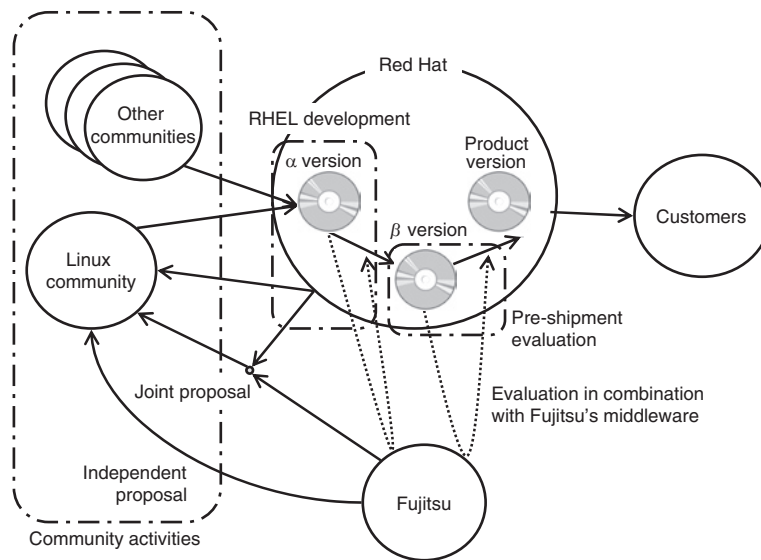 Red Hat
Other
communities
RHEL development
α version
Product
version
β version
Customers
Linux
community
Pre-shipment
evaluation
Joint proposal
Evaluation in combination
with Fujitsu's middleware
Independent
proposal
Fujitsu
Community activities